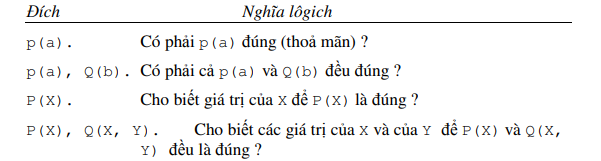 Đích Nghĩa lôgich
p(a). Có phải p(a) đúng (thoả mãn) ?
p(a), Q(b). Có phải cả p(a) và Q(b) đều đúng ?
P(X). Cho biết giá trị của X để P(X) là đúng ?
P(X), Q(X, Y). Cho biết các giá trị của X và của Y để P(X) và Q(X,
Y) đều là đúng ?